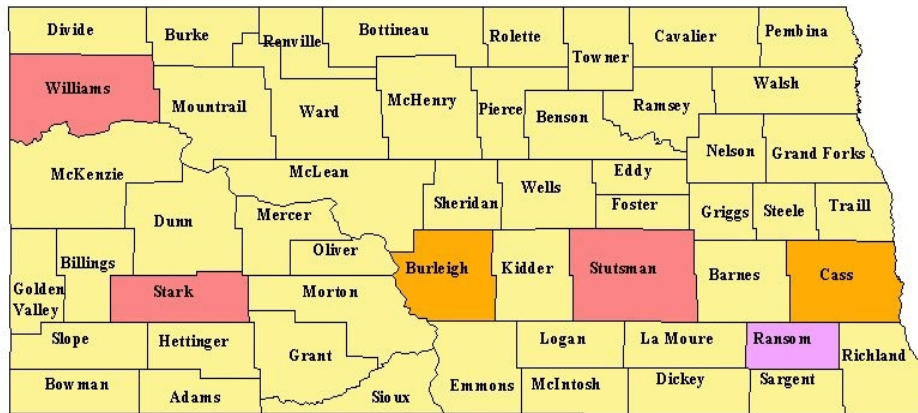 Divide
Burke
Renville
Bottineau
Rolette
Towner
Cavalier
Pembina
Williams
Mountrail
Ward
McHenry
Pierce
Benson
Ramsey
Walsh
McKenzie
McLean
Sheridan
Wells
Eddy
Foster
Nelson
Grand Forks
Dunn
Mercer
Oliver
Griggs
Steele
Traill
Golden
Valley
Billings
Stark
Morton
Burleigh
Kidder
Stutsman
Barnes
Cass
Slope
Hettinger
Grant
Logan
La Moure
Ransom
Richland
Bowman
Adams
Sioux
Emmons
McIntosh
Dickey
Sargent